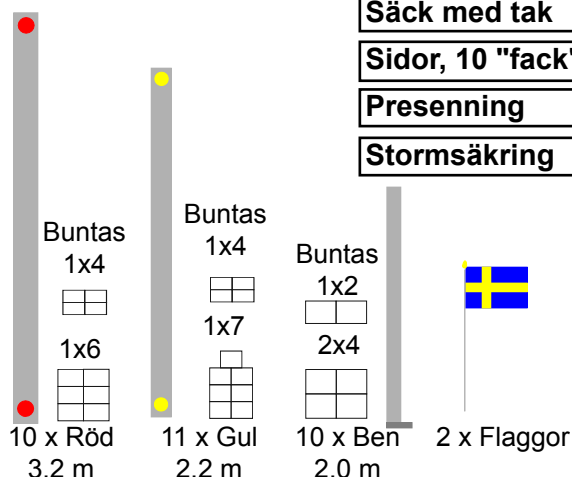 Säck med tak
Sidor, 10 "fack"
Presenning
Stormsäkring
Buntas
1x4
1x6
10 x Röd
3,2 m
Buntas
1x4
1x7
11 x Gul
2,2 m
Buntas
1x2
2x4
10 x Ben
2,0 m
2 x Flaggor